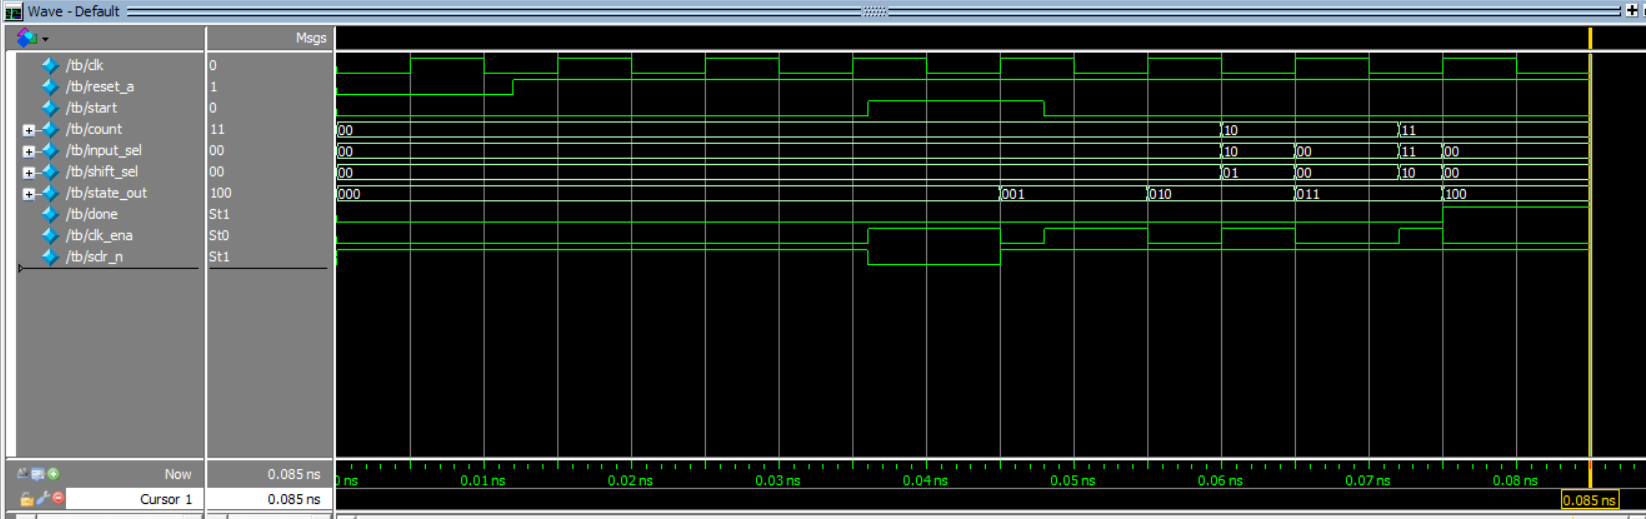 Wave - Default
Msgs
/tb/clk 0
/tb/reset_a 1
/tb/start 0
/tb/count 11 00 10 11
/tb/input_sel 00 00 10 00 11 00
/tb/shift_sel 00 00 01 00 10 00
/tb/state_out 100 000 001 010 011 100
/tb/done St1
/tb/clk_ena St0
/tb/sclr_n St1
Now 0.085 ns ns 0.01 ns 0.02 ns 0.03 ns 0.04 ns 0.05 ns 0.06 ns 0.07 ns 0.08 ns
Cursor 1 0.085 ns 0.085 ns